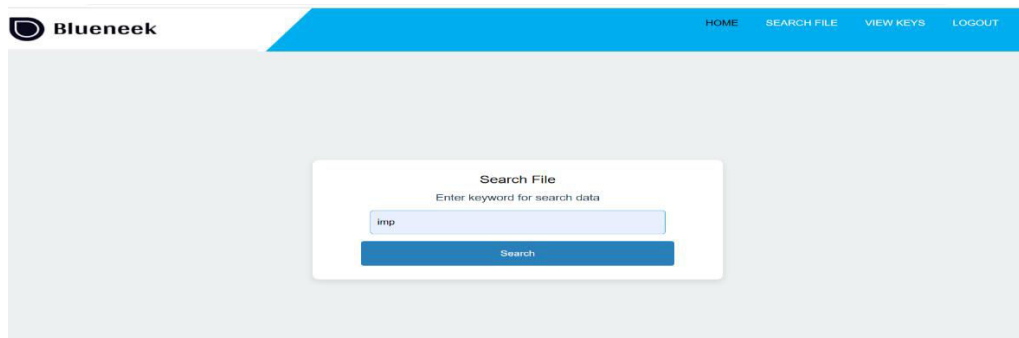 Blueneek
HOME SEARCH FILE VIEW KEYS LOGOUT
Search File
Enter keyword for search data
imp
Search